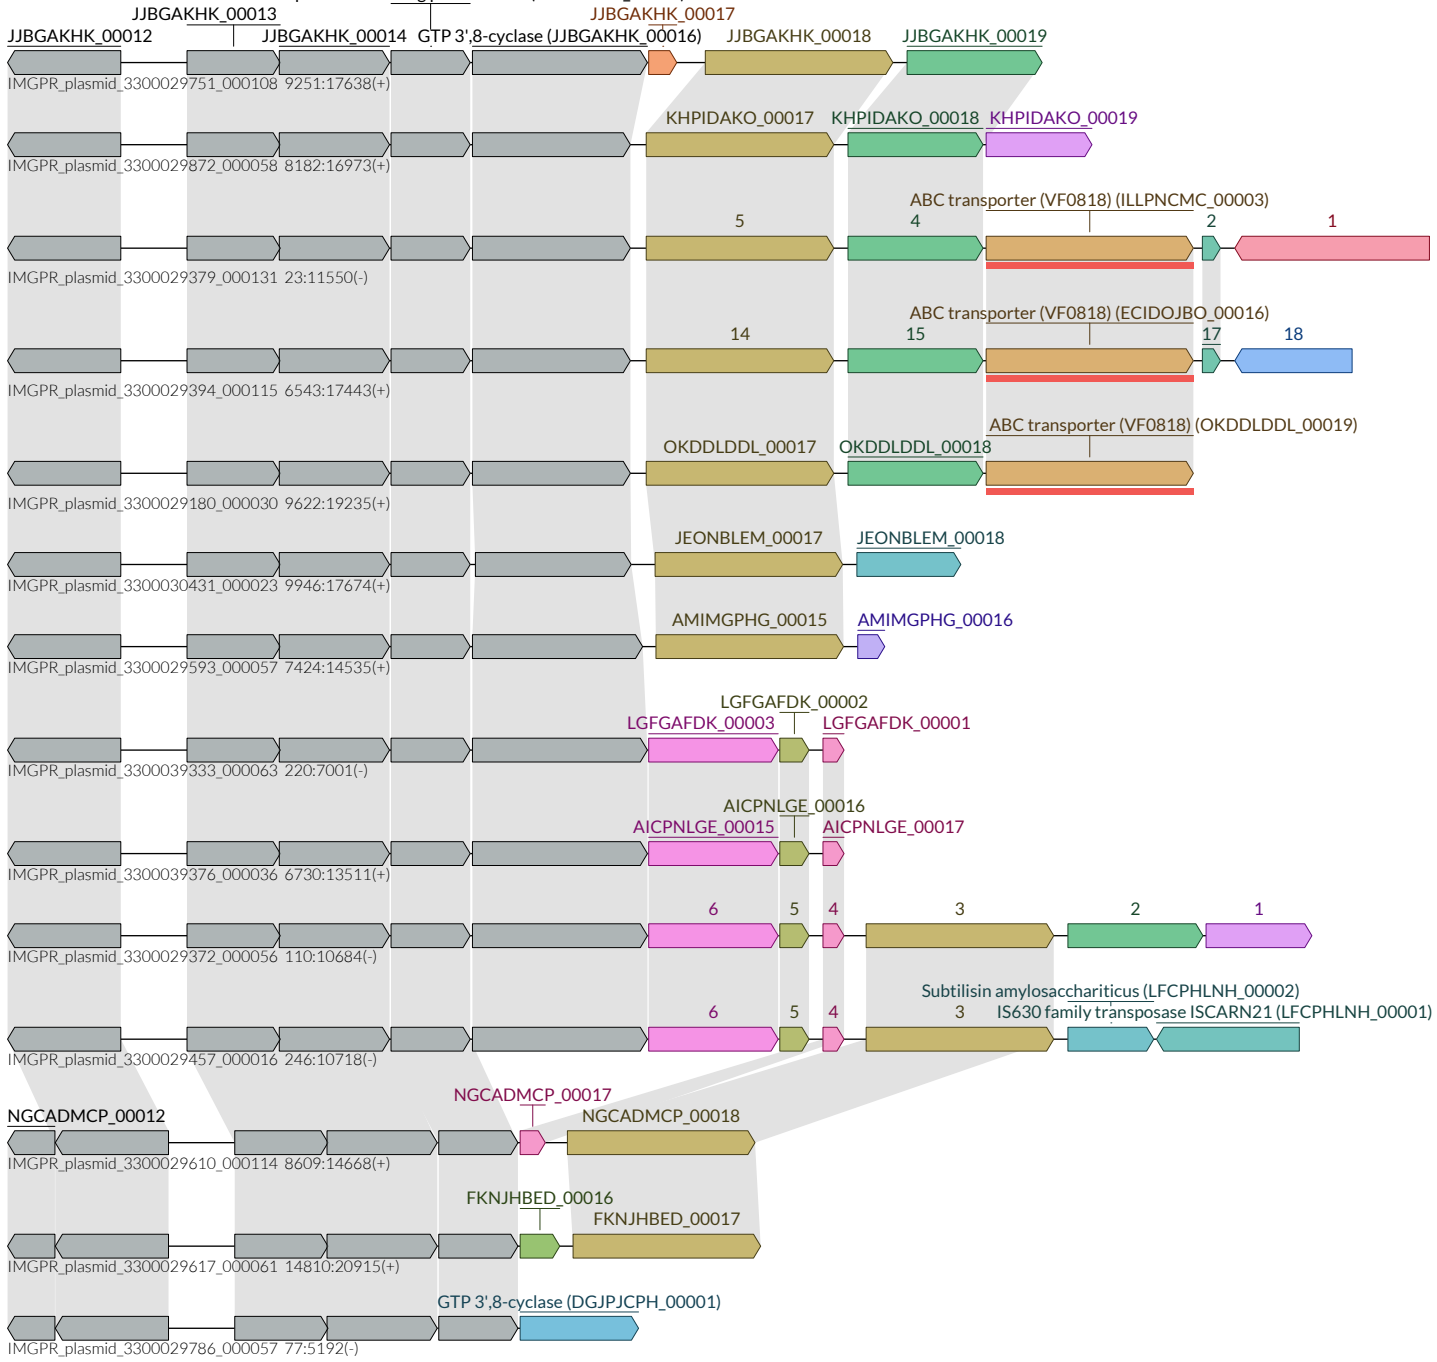 JJBGAKHK_00013
JJBGAKHK_00017
JJBGAKHK_00012
JJBGAKHK_00014
GTP 3',8-cyclase (JJBGAKHK_00016)
JJBGAKHK_00018
JJBGAKHK_00019
IMGPR_plasmid_3300029751_000108 9251:17638(+)
KHPIDAKO_00017
KHPIDAKO_00018
KHPIDAKO_00019
IMGPR_plasmid_3300029872_000058 8182:16973(+)
ABC transporter (VF0818) (ILLPNCMC_00003)
5 4 2 1
IMGPR_plasmid_3300029379_000131 23:11550(-)
ABC transporter (VF0818) (ECIDOJBO_00016)
14 15 17 18
IMGPR_plasmid_3300029394_000115 6543:17443(+)
ABC transporter (VF0818) (OKDDLDDL_00019)
OKDDLDDL_00017
OKDDLDDL_00018
IMGPR_plasmid_3300029180_000030 9622:19235(+)
JEONBLEM_00017
JEONBLEM_00018
IMGPR_plasmid_3300030431_000023 9946:17674(+)
AMIMGPHG_00015
AMIMGPHG_00016
IMGPR_plasmid_3300029593_000057 7424:14535(+)
LGFGAFDK_00002
LGFGAFDK_00003
LGFGAFDK_00001
IMGPR_plasmid_3300039333_000063 220:7001(-)
AICPNLGE_00016
AICPNLGE_00015
AICPNLGE_00017
IMGPR_plasmid_3300039376_000036 6730:13511(+)
6 5 4 3 2 1
IMGPR_plasmid_3300029372_000056 110:10684(-)
Subtilisin amylosacchariticus (LFCPHLNH_00002)
6 5 4 3
IS630 family transposase ISCARN21 (LFCPHLNH_00001)
IMGPR_plasmid_3300029457_000016 246:10718(-)
NGCADMCP_00017
NGCADMCP_00012
NGCADMCP_00018
IMGPR_plasmid_3300029610_000114 8609:14668(+)
FKNJHBED_00016
FKNJHBED_00017
IMGPR_plasmid_3300029617_000061 14810:20915(+)
GTP 3',8-cyclase (DGJPJCPH_00001)
IMGPR_plasmid_3300029786_000057 77:5192(-)